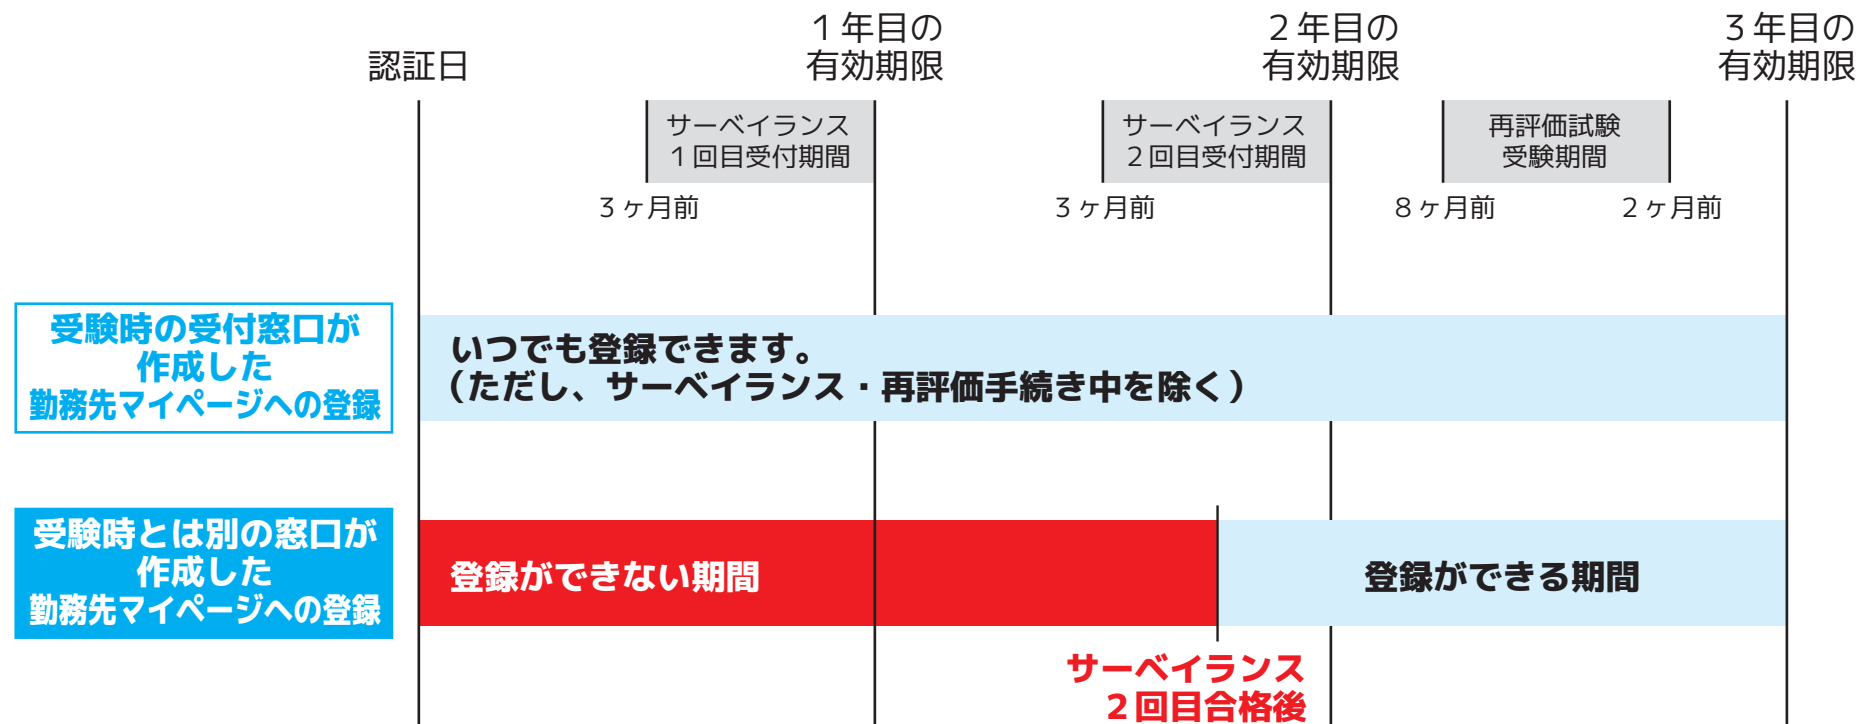 認証日
１年目の
有効期限
２年目の
有効期限
３年目の
有効期限
サーベイランス
１回目受付期間
サーベイランス
２回目受付期間
再評価試験
受験期間
３ヶ月前
３ヶ月前
８ヶ月前
２ヶ月前
受験時の受付窓口が
作成した
勤務先マイページへの登録
いつでも登録できます。
（ただし、サーベイランス・再評価手続き中を除く）
受験時とは別の窓口が
作成した
勤務先マイページへの登録
登録ができない期間
登録ができる期間
サーベイランス
２回目合格後